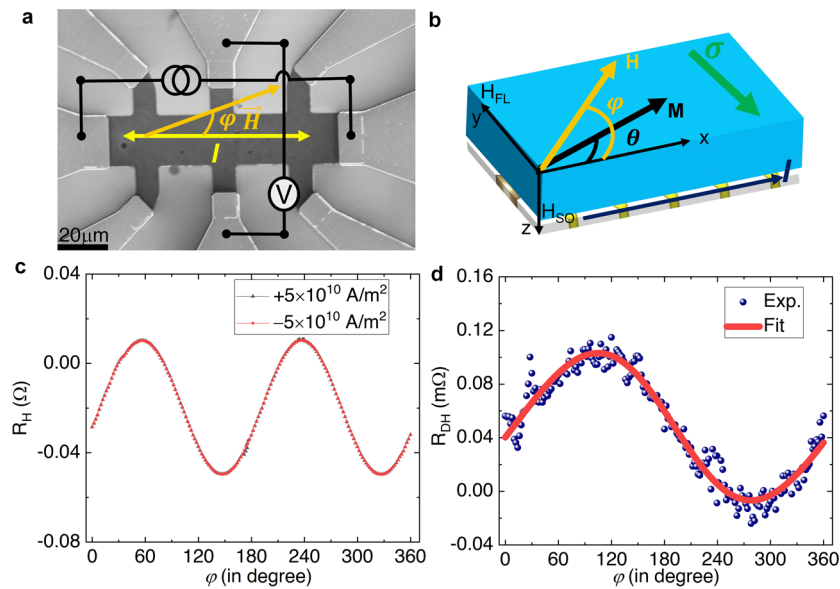 a
φ H
I
V
20μm
b
H
σ
H_FL
φ
M
y
θ
x
H_SO
I
z
c
0.04
+5×10^10 A/m^2
−5×10^10 A/m^2
0.00
R_H (Ω)
-0.04
-0.08
0 60 120 180 240 300 360
φ (in degree)
d
0.16
Exp.
Fit
0.12
0.08
R_DH (mΩ)
0.04
0.00
-0.04
0 60 120 180 240 300 360
φ (in degree)